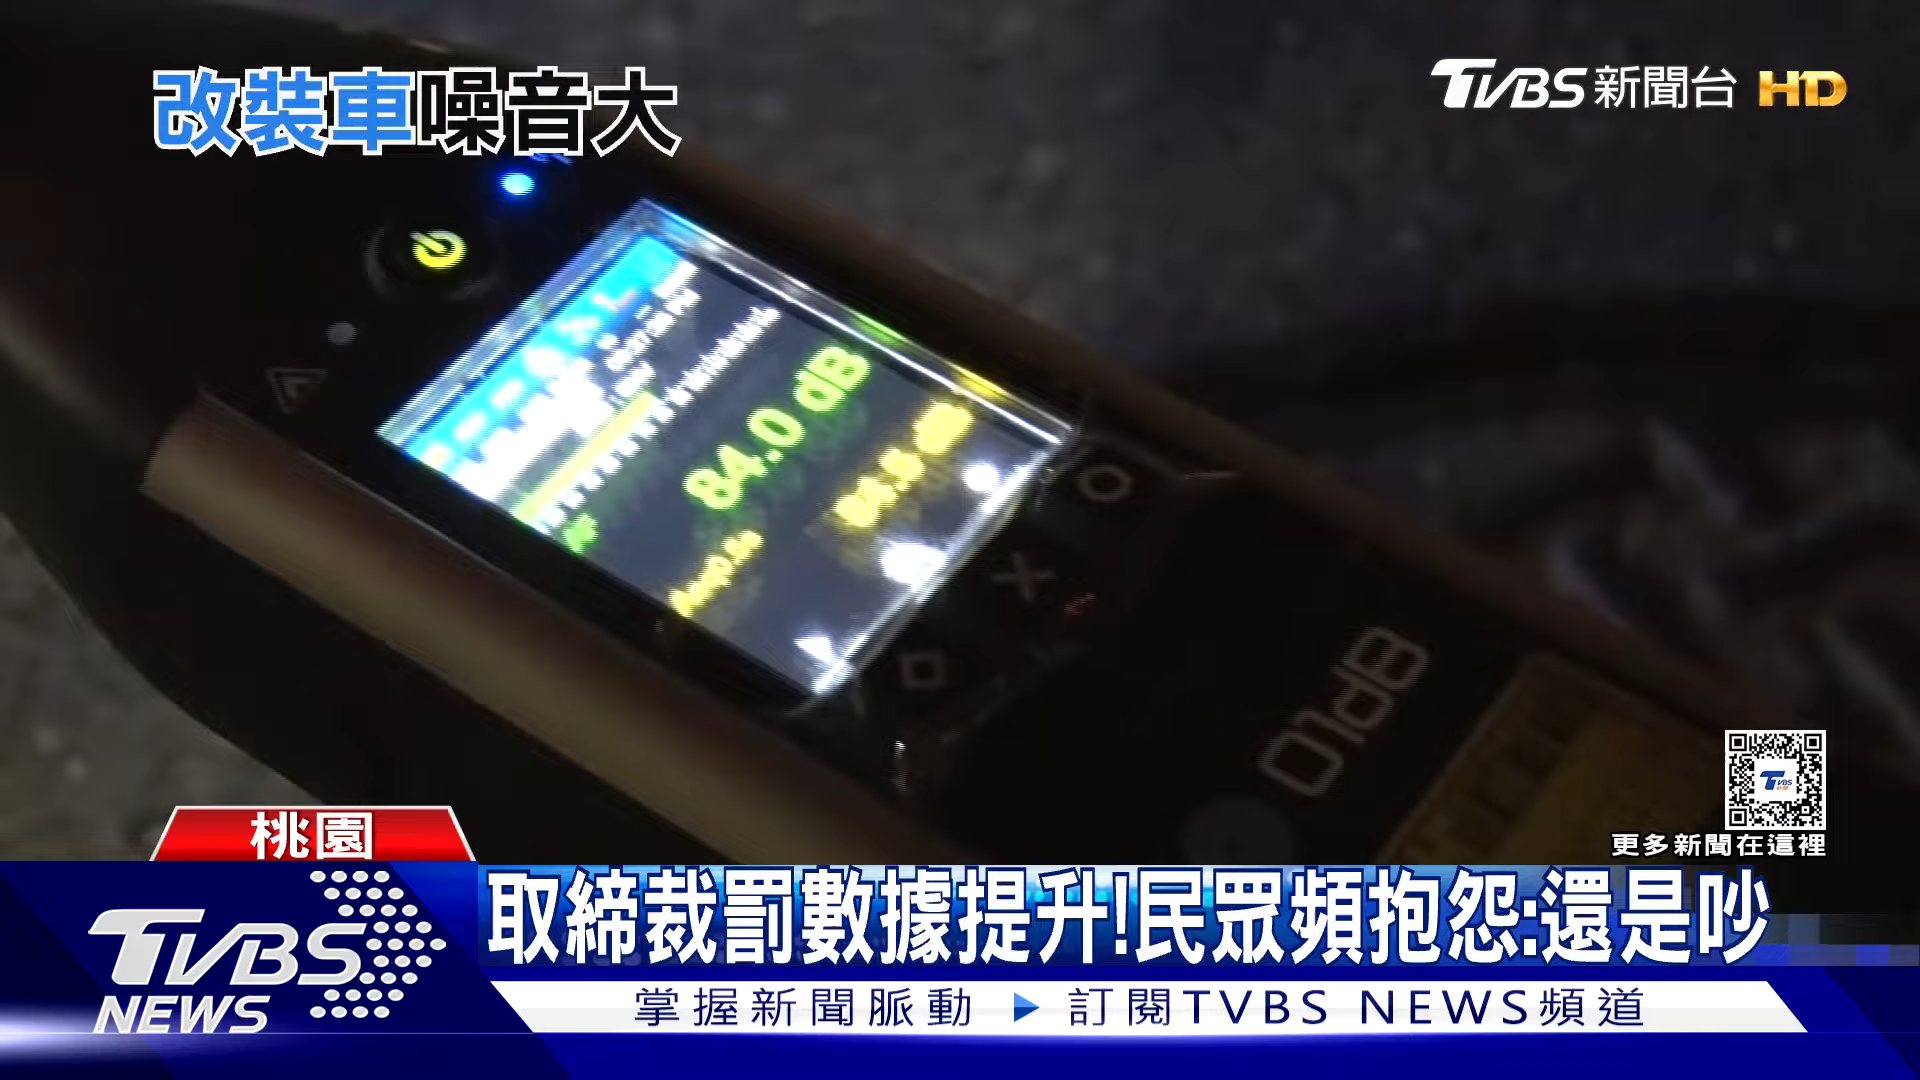 改裝車噪音大
TVBS新聞台 HD
84.0 dB
01dB
TVBS
更多新聞在這裡
桃園
取締裁罰數據提升!民眾頻抱怨:還是吵
TVBS
NEWS
掌握新聞脈動 ▶ 訂閱TVBS NEWS頻道